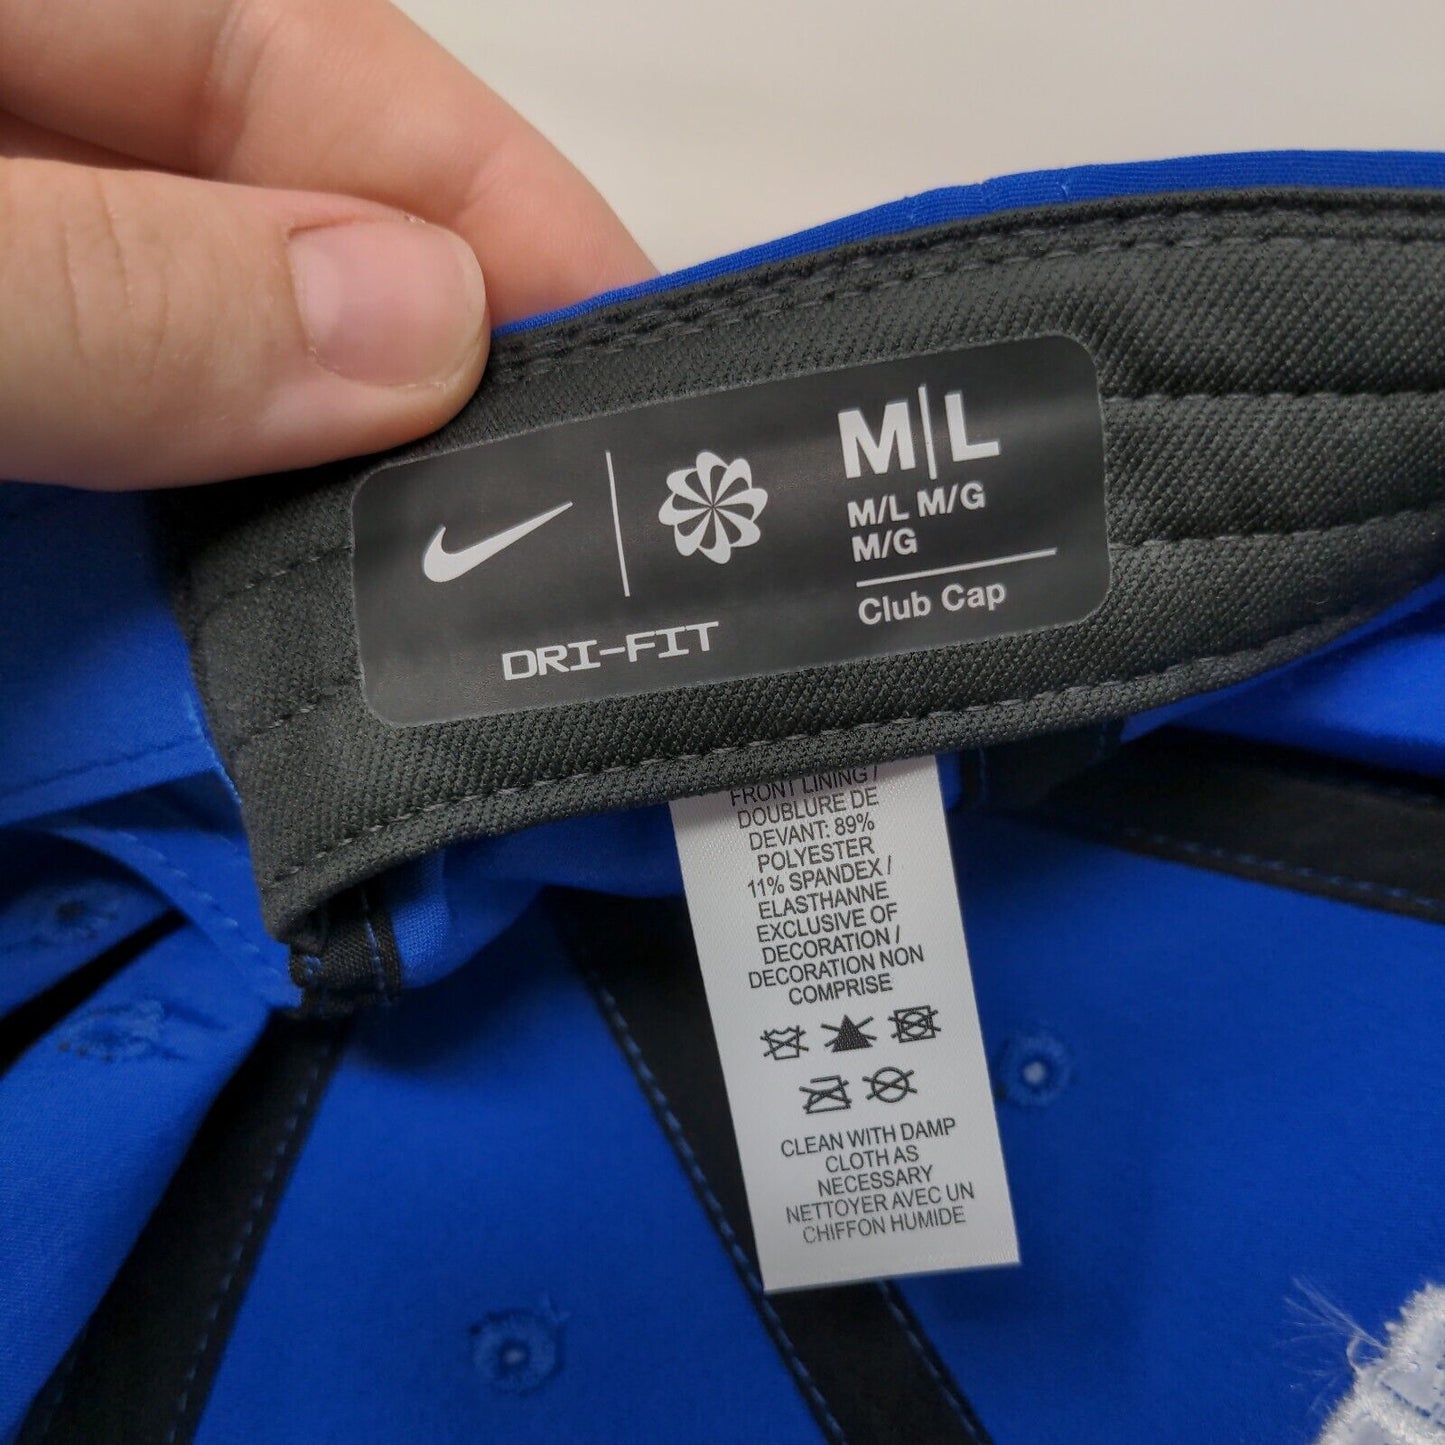 M|L
M/L M/G
M/G
Club Cap
DRI-FIT
FRONT LINING /
DOUBLURE DE
DEVANT: 89%
POLYESTER
11% SPANDEX /
ELASTHANNE
EXCLUSIVE OF
DECORATION /
DECORATION NON
COMPRISE
CLEAN WITH DAMP
CLOTH AS
NECESSARY
NETTOYER AVEC UN
CHIFFON HUMIDE